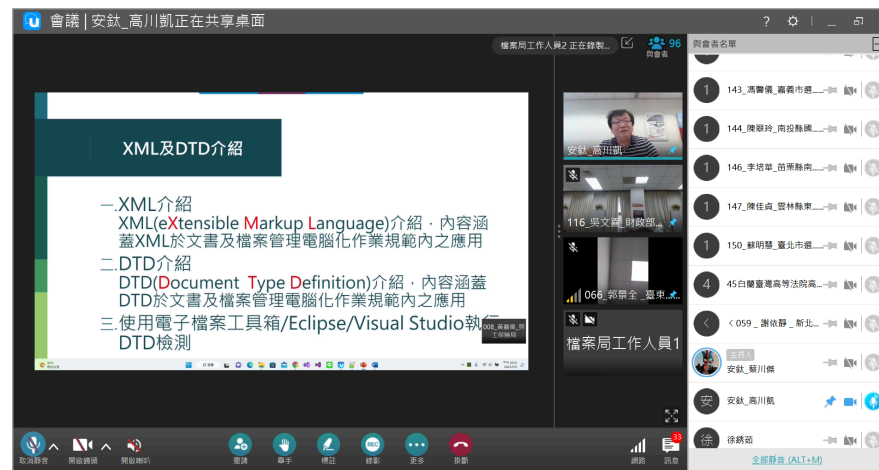 會議|安鈦_高川凱正在共享桌面
檔案局工作人員2 正在錄製...
96
與會者
與會者名單
XML及DTD介紹
一.XML介紹
XML(eXtensible Markup Language)介紹，內容涵
蓋XML於文書及檔案管理電腦化作業規範內之應用
二.DTD介紹
DTD(Document Type Definition)介紹，內容涵蓋
DTD於文書及檔案管理電腦化作業規範內之應用
三.使用電子檔案工具箱/Eclipse/Visual Studio執行
DTD檢測
安鈦_高川凱
116_吳文喜_財政部...
066_郭景全 _臺東...
檔案局工作人員1
1 143_馮馨儀_嘉義市選......
1 144_陳翠玲_南投縣國......
1 146_李培華_苗栗縣南......
1 147_陳佳貞_雲林縣東......
1 150_蘇明慧_臺北市選......
4 45白蘭臺灣高等法院高...
< <059 _ 謝依靜 _ 新北...
主持人
安鈦_蔡川傑
安 安鈦_高川凱
徐 徐綉茹
全部靜音 (ALT+M)
取消靜音
開啟鏡頭
開啟喇叭
邀請
舉手
標註
REC
錄影
更多
掛斷
網路
33
訊息